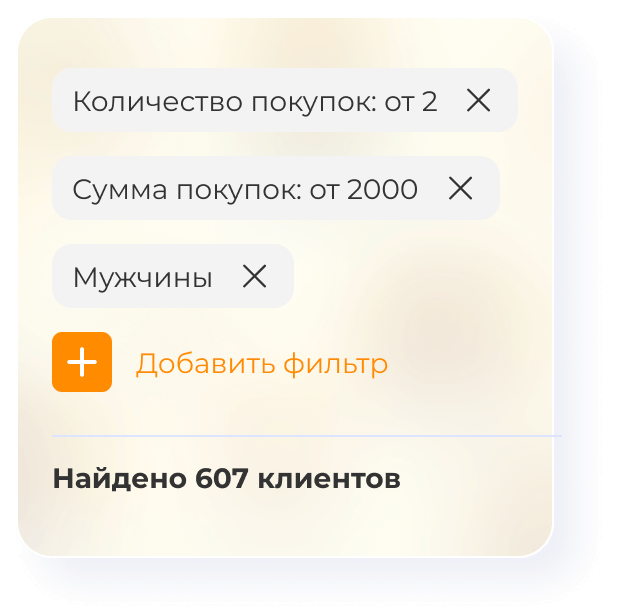 Количество покупок: от 2
Сумма покупок: от 2000
Мужчины
Добавить фильтр
Найдено 607 клиентов